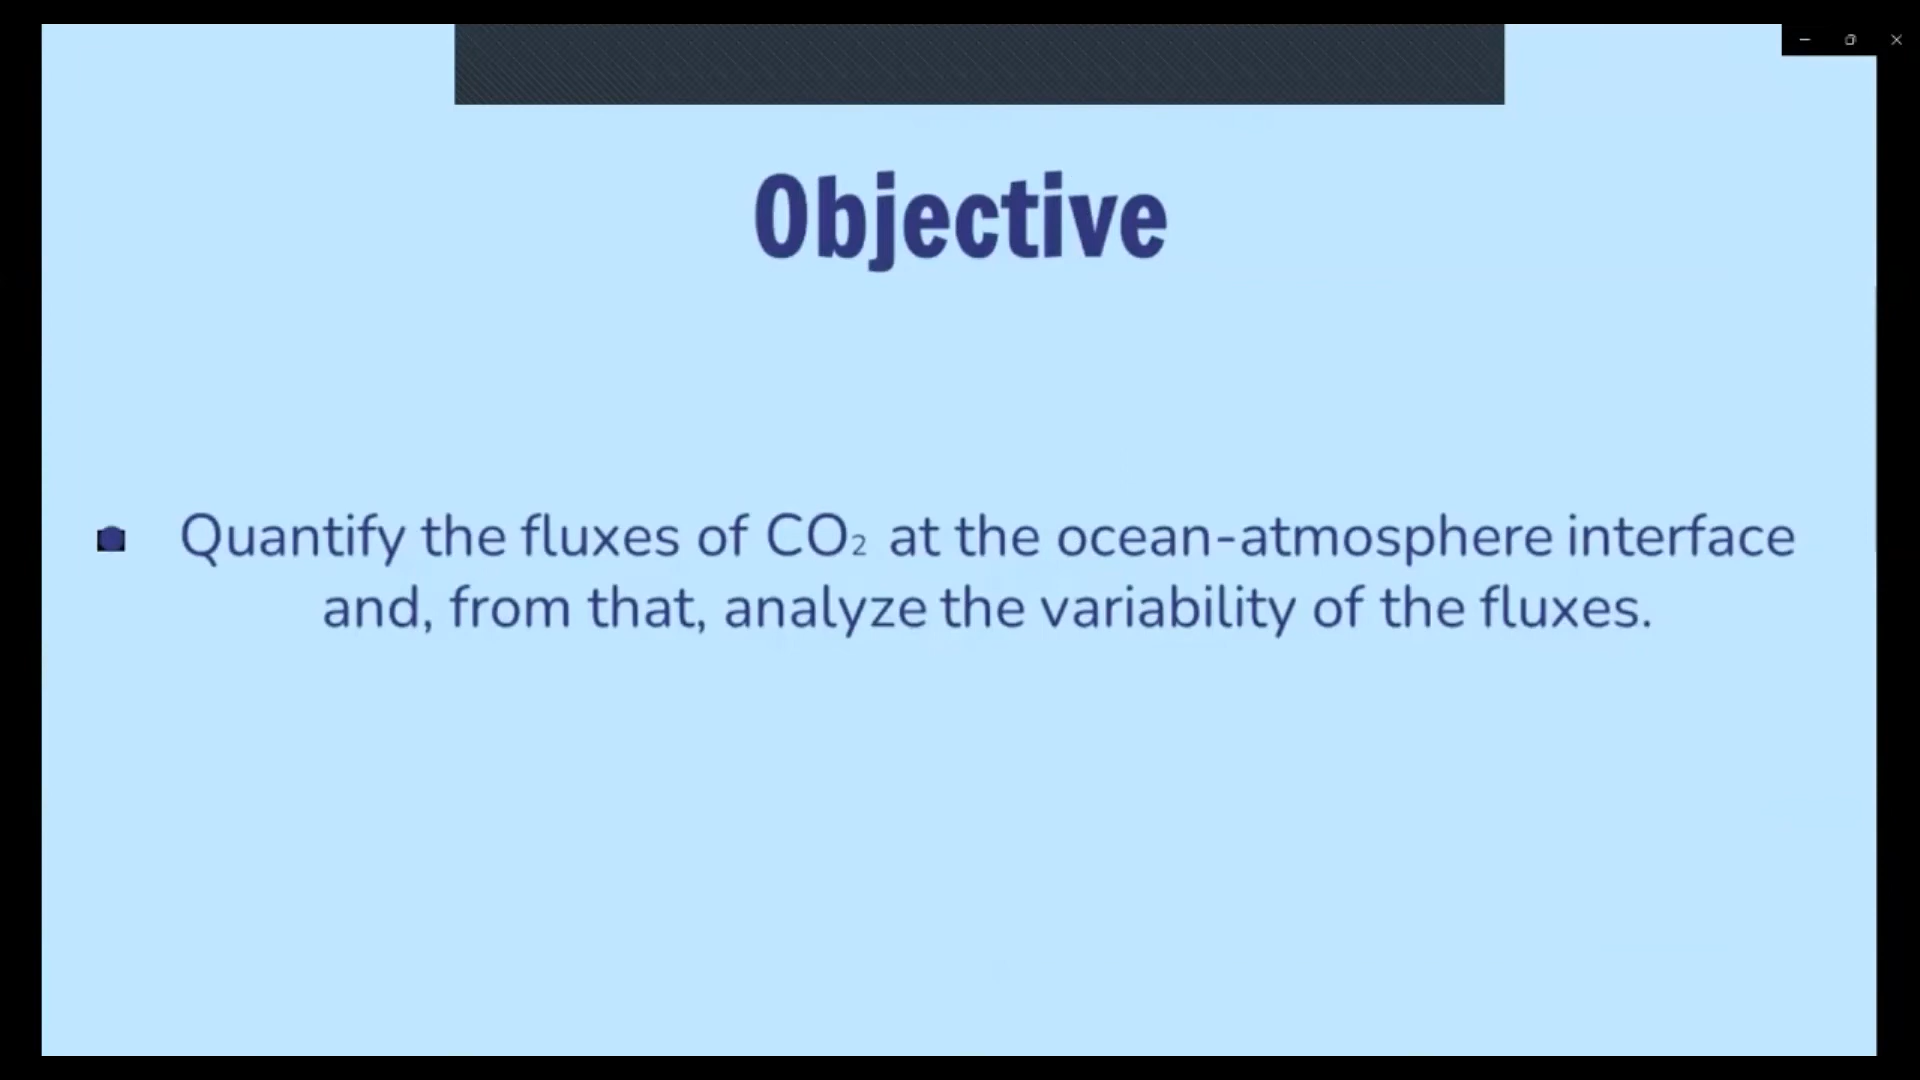 Objective
Quantify the fluxes of CO₂ at the ocean-atmosphere interface
and, from that, analyze the variability of the fluxes.